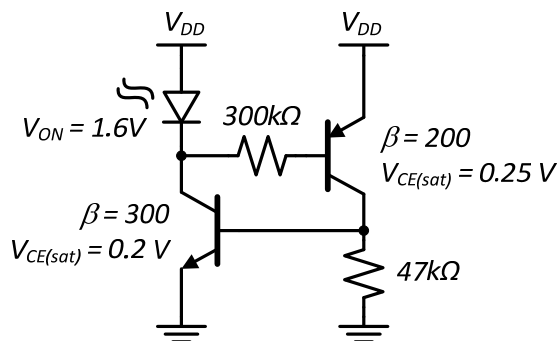 V_DD V_DD
V_ON = 1.6V
300kΩ
β = 200
V_CE(sat) = 0.25 V
β = 300
V_CE(sat) = 0.2 V
47kΩ